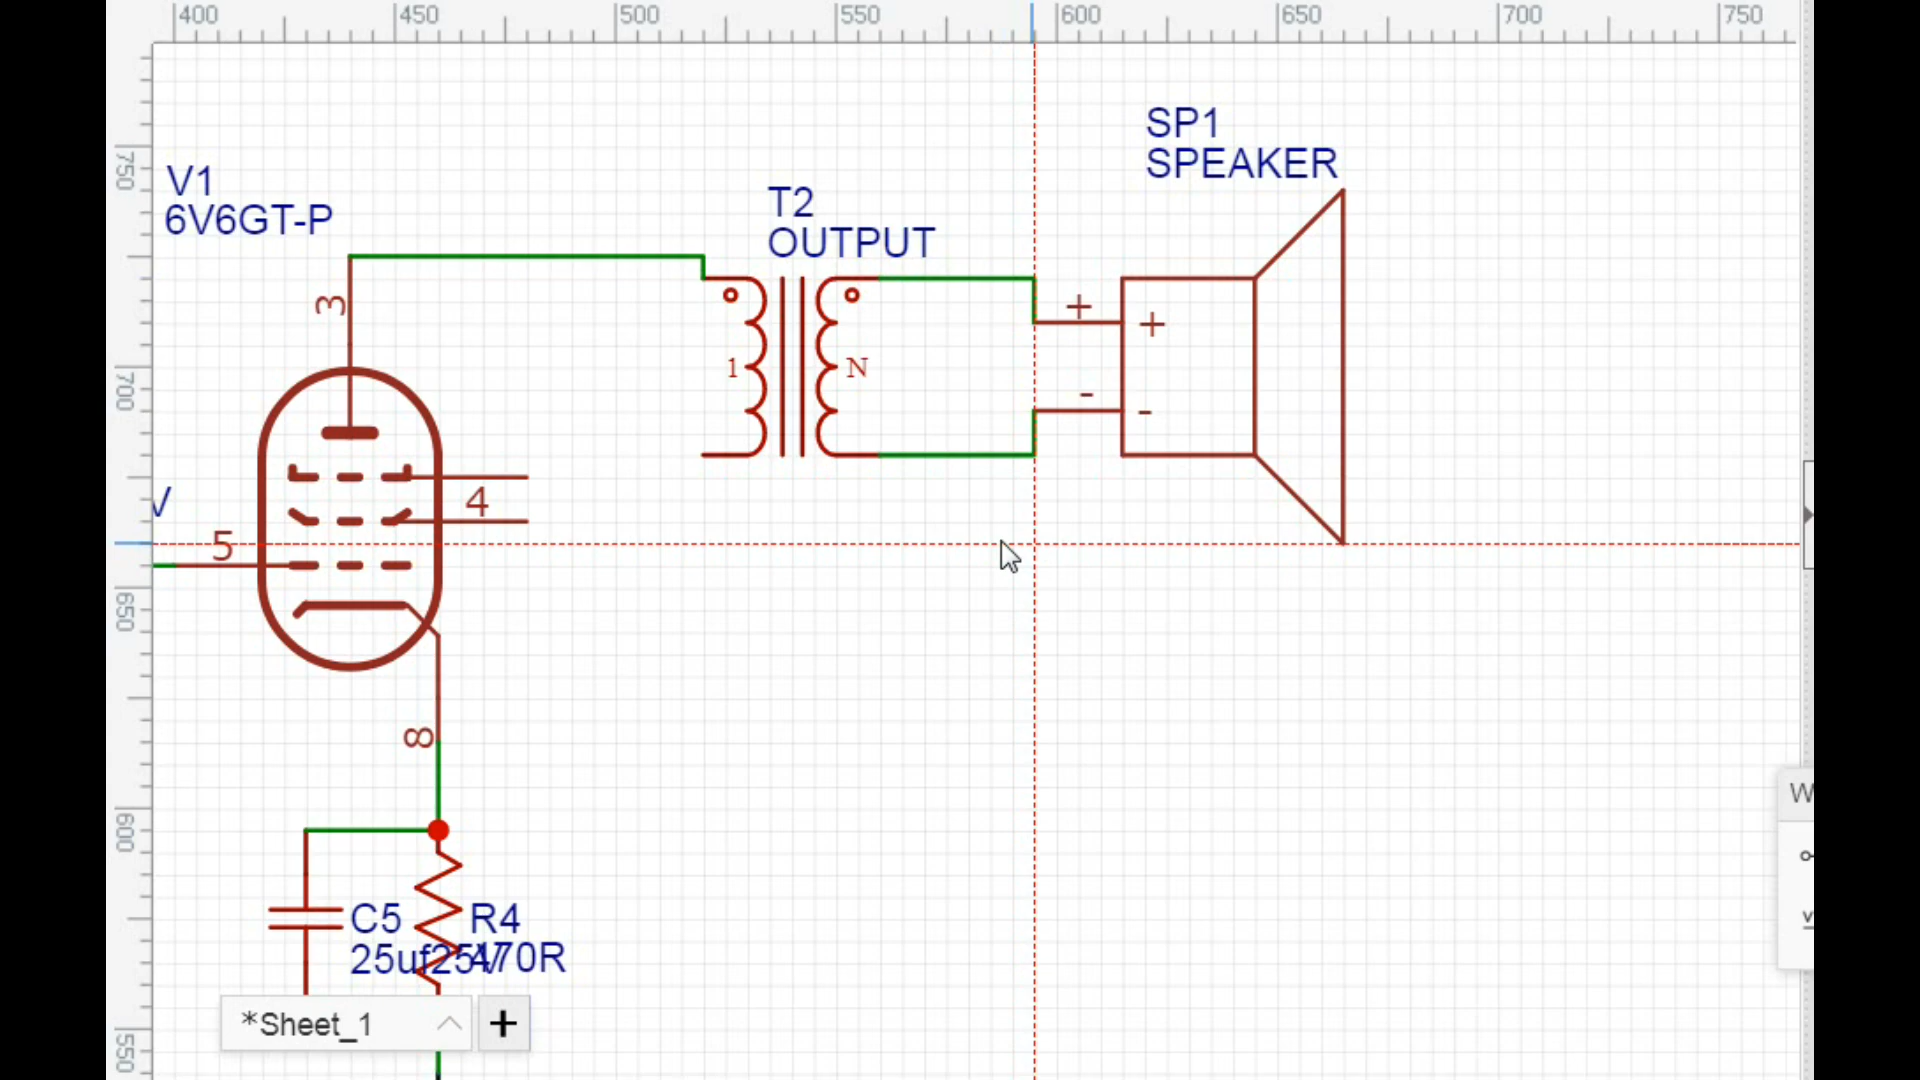 400 450 500 550 600 650 700 750
SP1
SPEAKER
750
V1
6V6GT-P
T2
OUTPUT
3
+
+
1
N
700
-
-
4
V
5
650
8
600
C5
R4
25uf25V
470R
W
V
*Sheet_1
+
550